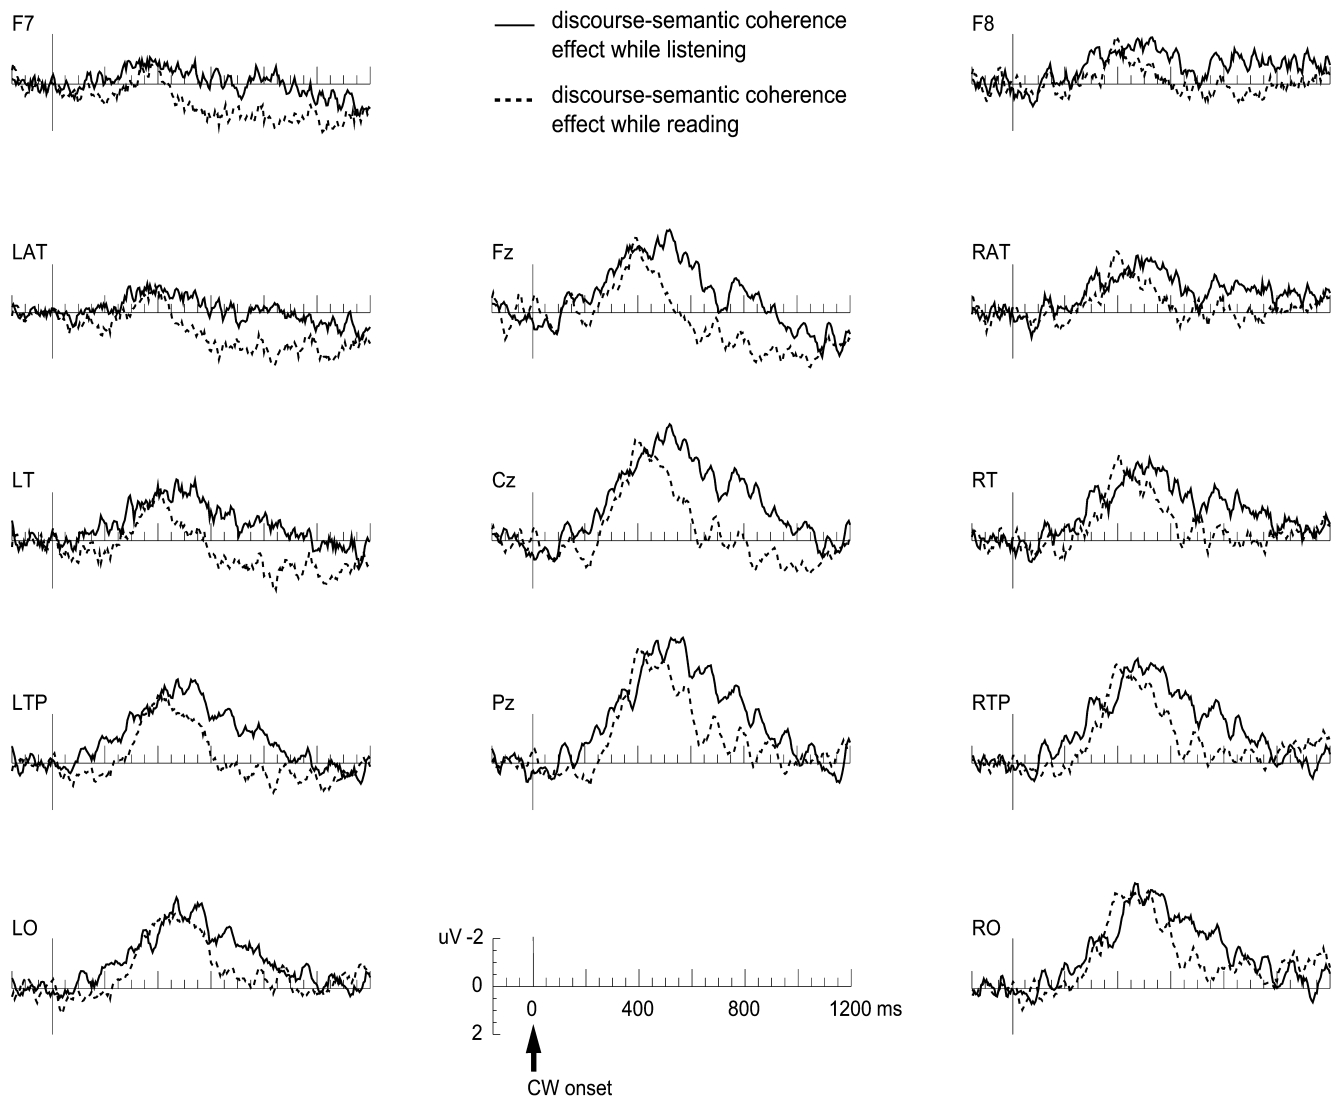 F7
discourse-semantic coherence
effect while listening
discourse-semantic coherence
effect while reading
F8
LAT
Fz
RAT
LT
Cz
RT
LTP
Pz
RTP
LO
RO
uV -2
0
2
0 400 800 1200 ms
CW onset